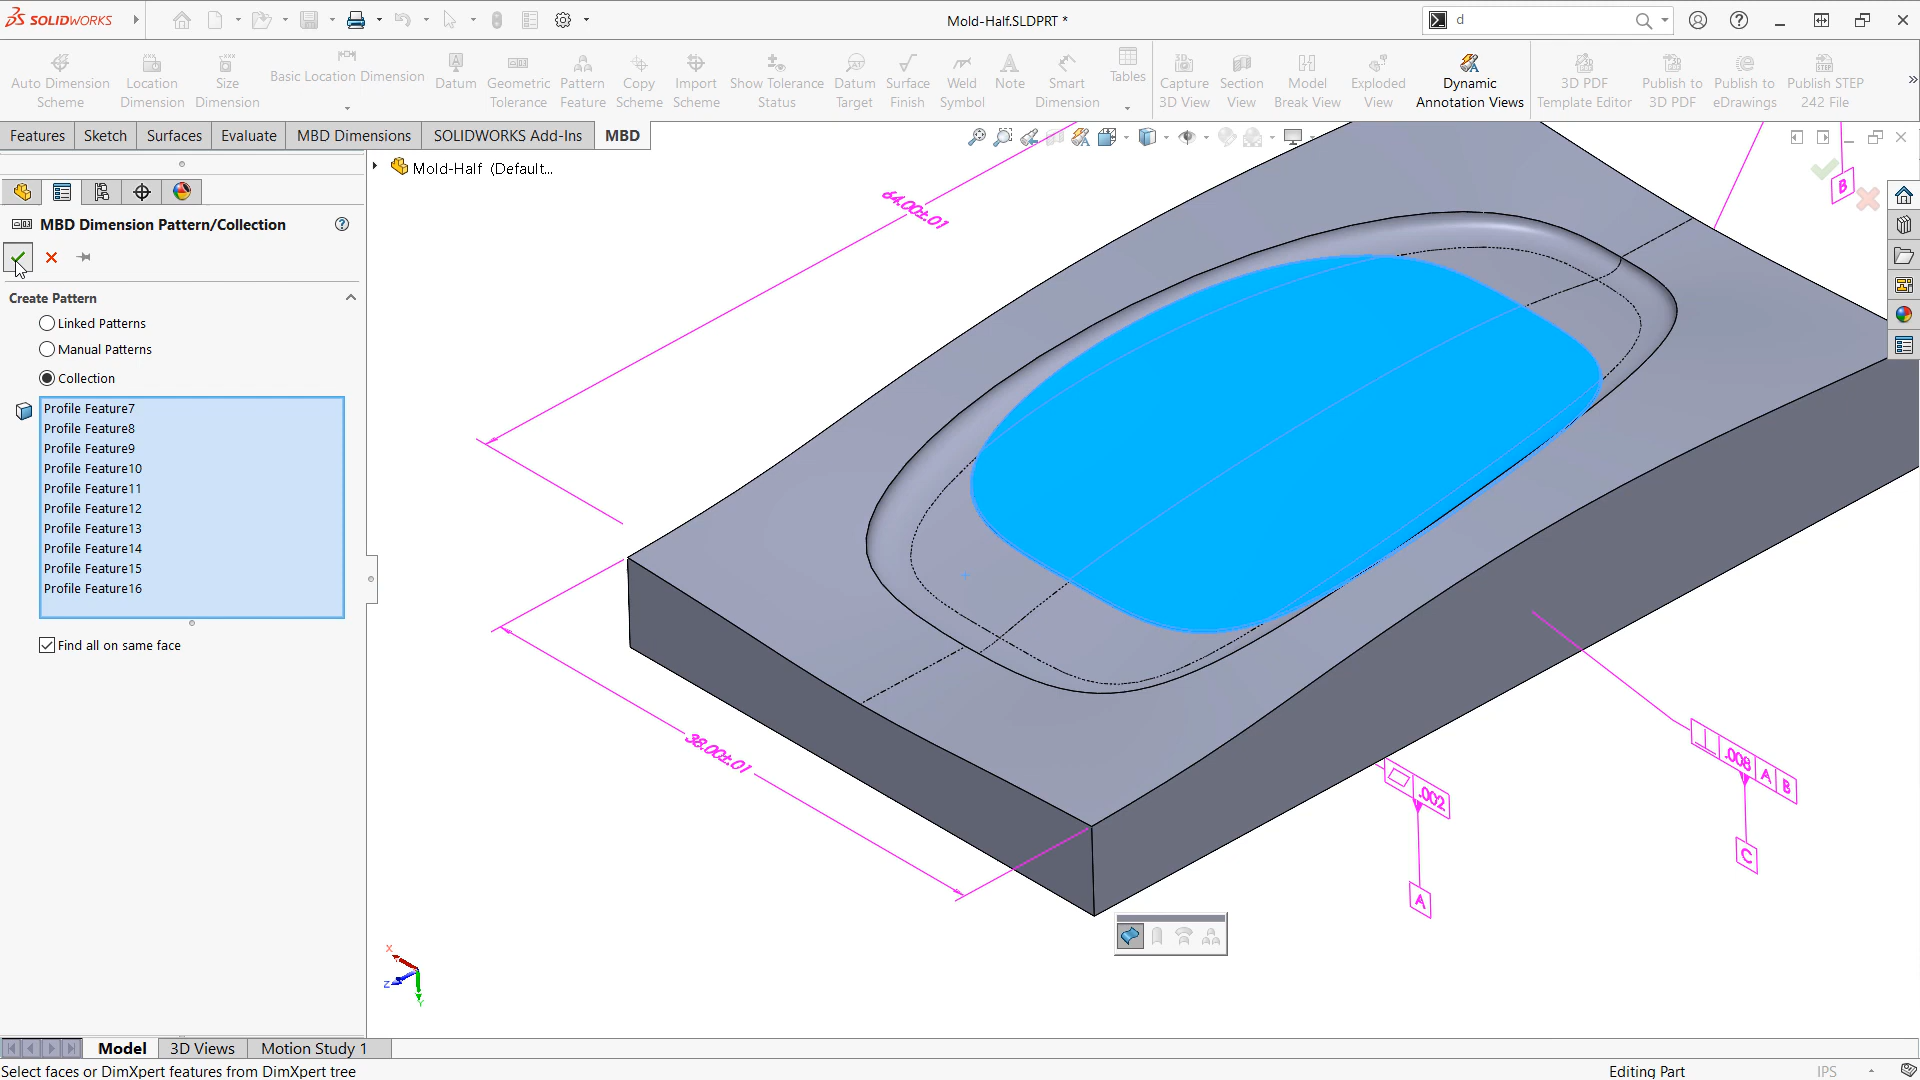 SOLIDWORKS
Mold-Half.SLDPRT *
d
Auto Dimension Scheme
Location Dimension
Size Dimension
Basic Location Dimension
Datum
Geometric Tolerance
Pattern Feature
Copy Scheme
Import Scheme
Show Tolerance Status
Datum Target
Surface Finish
Weld Symbol
Note
Smart Dimension
Tables
Capture 3D View
Section View
Model Break View
Exploded View
Dynamic Annotation Views
3D PDF Template Editor
Publish to 3D PDF
Publish to eDrawings
Publish STEP 242 File
Features
Sketch
Surfaces
Evaluate
MBD Dimensions
SOLIDWORKS Add-Ins
MBD
Mold-Half (Default...
MBD Dimension Pattern/Collection
Create Pattern
Linked Patterns
Manual Patterns
Collection
Profile Feature7
Profile Feature8
Profile Feature9
Profile Feature10
Profile Feature11
Profile Feature12
Profile Feature13
Profile Feature14
Profile Feature15
Profile Feature16
Find all on same face
64.00±.01
B
38.00±.01
.002
A
.008 A B
C
X
Z
Y
Model
3D Views
Motion Study 1
Select faces or DimXpert features from DimXpert tree
Editing Part
IPS